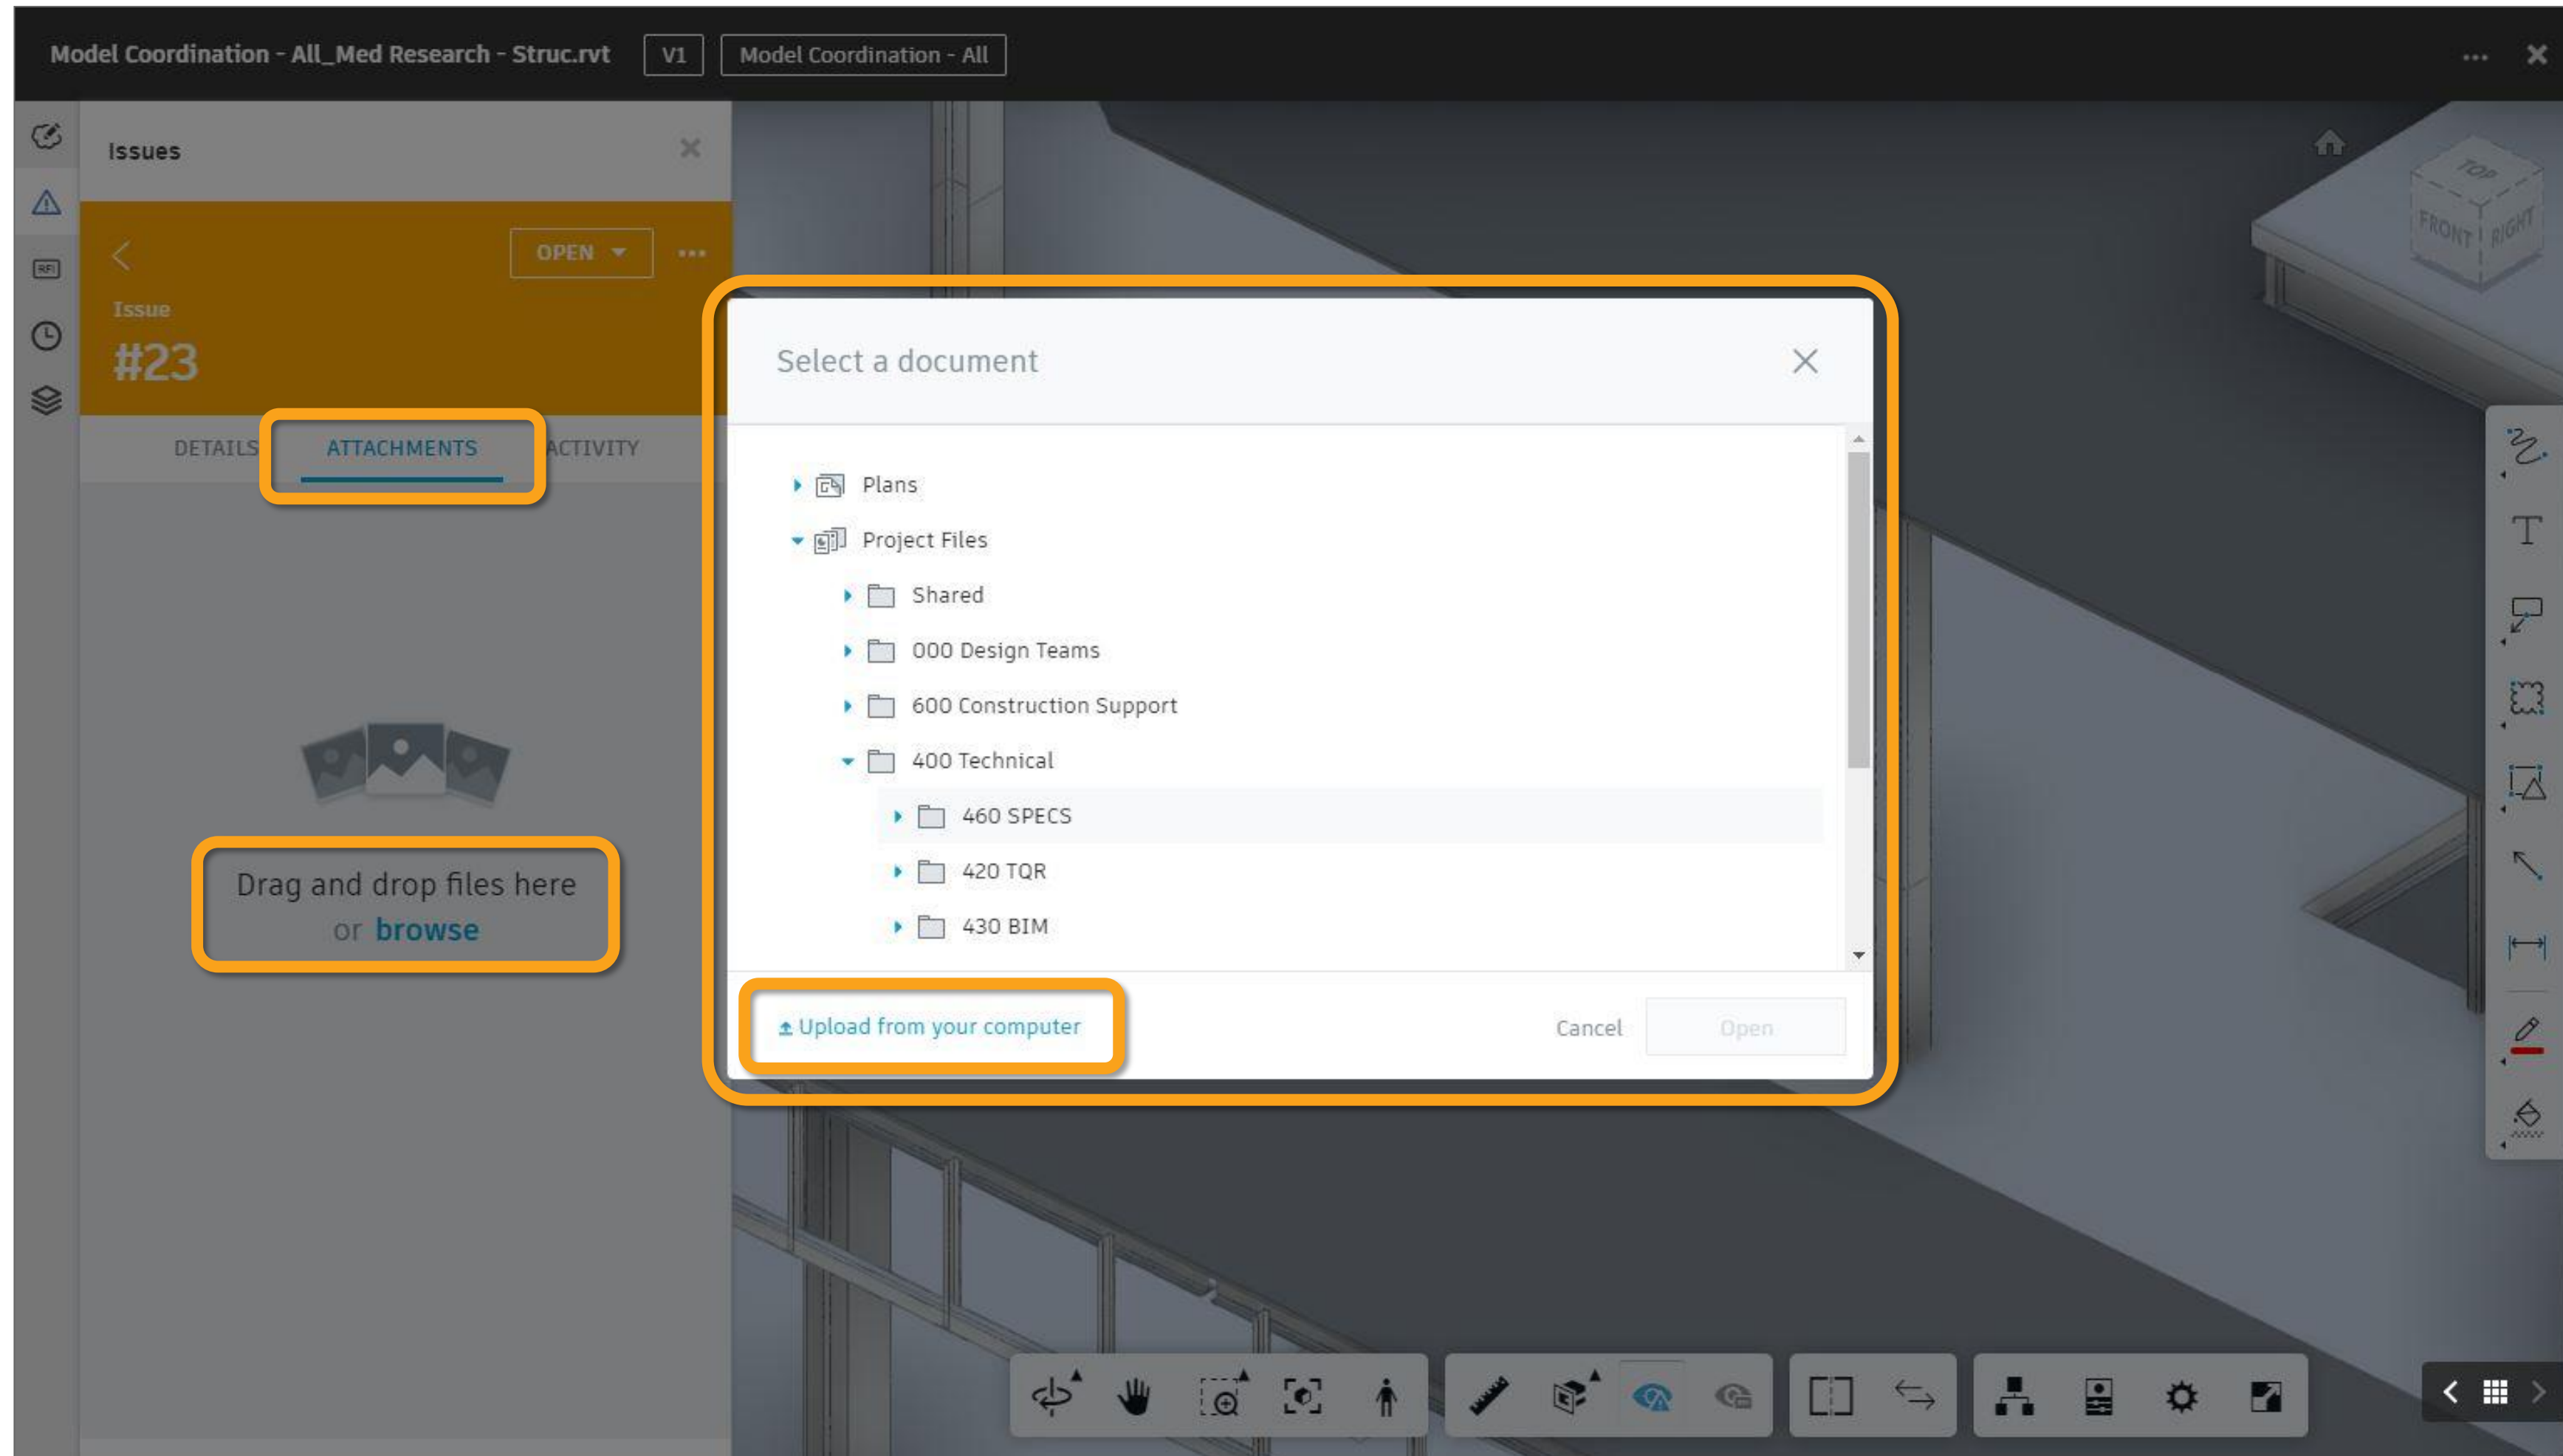 Model Coordination - All_Med Research - Struc.rvt V1 Model Coordination - All
Issues
RFI
OPEN
Issue
#23
DETAILS ATTACHMENTS ACTIVITY
Drag and drop files here
or browse
Select a document
Plans
Project Files
Shared
000 Design Teams
600 Construction Support
400 Technical
460 SPECS
420 TQR
430 BIM
Upload from your computer
Cancel Open
TOP
FRONT RIGHT
T